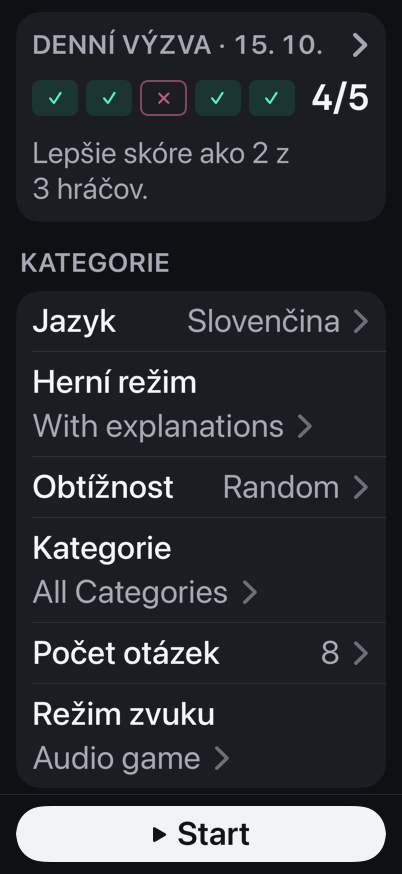 DENNÍ VÝZVA · 15. 10.
4/5
Lepšie skóre ako 2 z
3 hráčov.
KATEGORIE
Jazyk Slovenčina
Herní režim
With explanations
Obtížnost Random
Kategorie
All Categories
Počet otázek 8
Režim zvuku
Audio game
Start